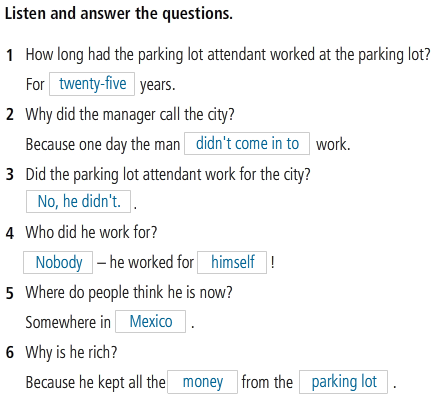 Listen and answer the questions.
1 How long had the parking lot attendant worked at the parking lot?
For twenty-five years.
2 Why did the manager call the city?
Because one day the man didn't come in to work.
3 Did the parking lot attendant work for the city?
No, he didn't. .
4 Who did he work for?
Nobody – he worked for himself !
5 Where do people think he is now?
Somewhere in Mexico .
6 Why is he rich?
Because he kept all the money from the parking lot .